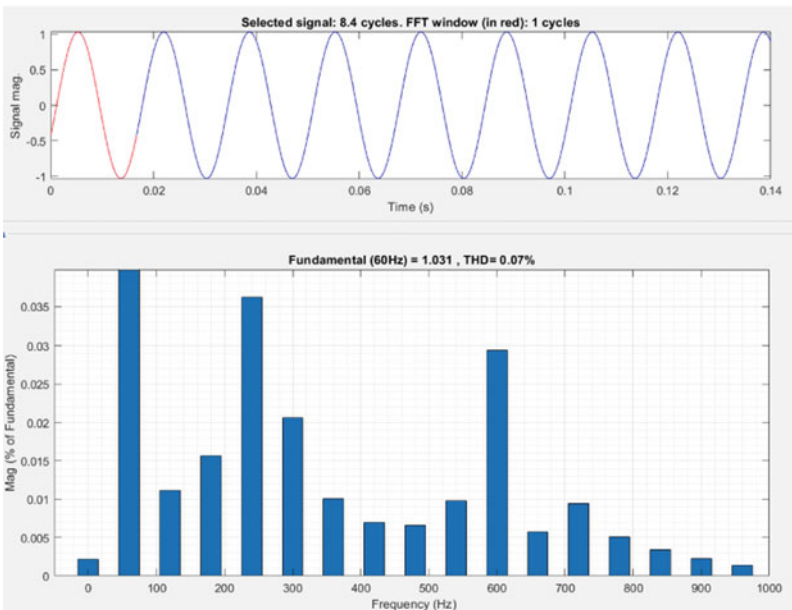 Selected signal: 8.4 cycles. FFT window (in red): 1 cycles
1
0.5
0
-0.5
-1
Signal mag.
0 0.02 0.04 0.06 0.08 0.1 0.12 0.14
Time (s)
Fundamental (60Hz) = 1.031 , THD= 0.07%
0.035
0.03
0.025
0.02
0.015
0.01
0.005
0
Mag (% of Fundamental)
0 100 200 300 400 500 600 700 800 900 1000
Frequency (Hz)